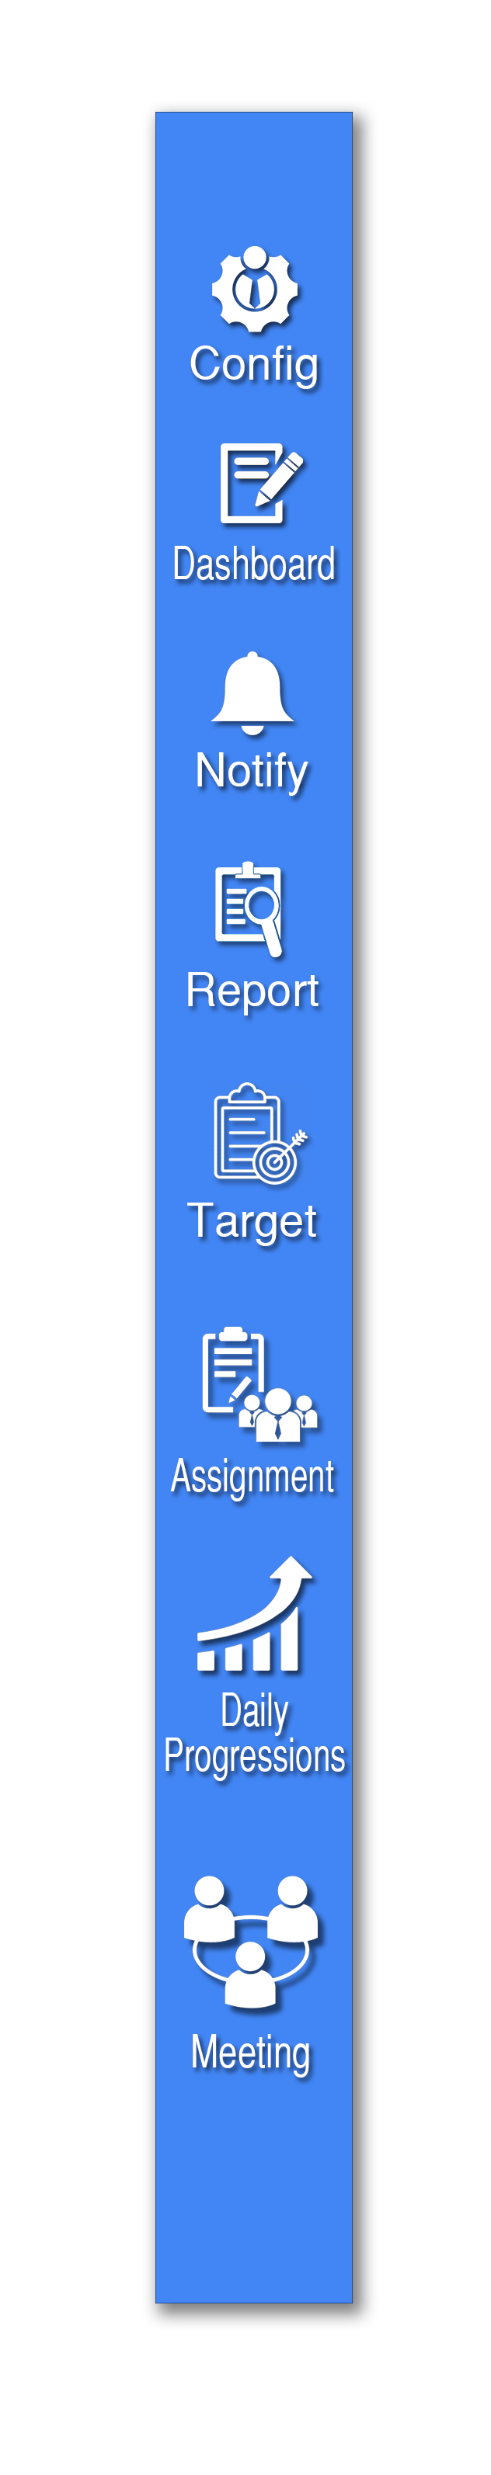 Config
Dashboard
Notify
Report
Target
Assignment
Daily
Progressions
Meeting